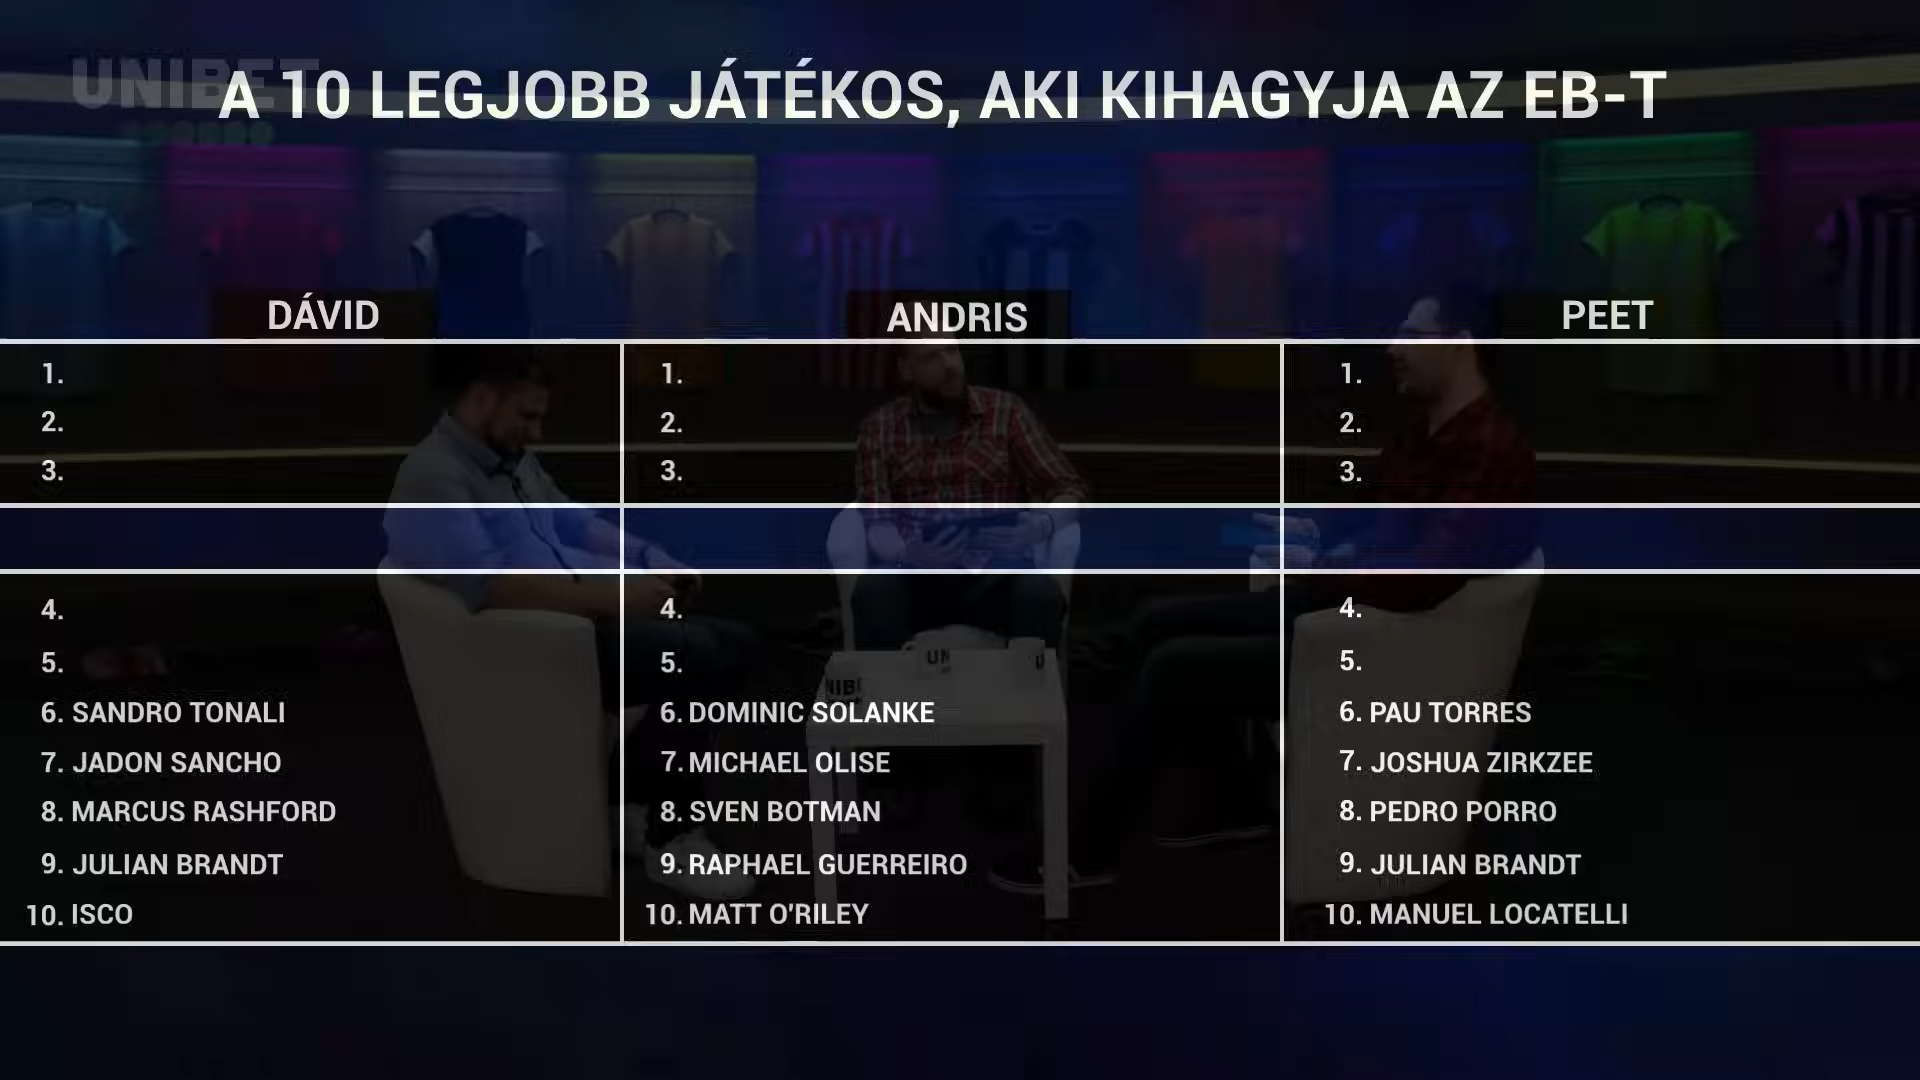 UNIBET
A 10 LEGJOBB JÁTÉKOS, AKI KIHAGYJA AZ EB-T
DÁVID
1.
2.
3.
4.
5.
6. SANDRO TONALI
7. JADON SANCHO
8. MARCUS RASHFORD
9. JULIAN BRANDT
10. ISCO
ANDRIS
1.
2.
3.
4.
5.
6. DOMINIC SOLANKE
7. MICHAEL OLISE
8. SVEN BOTMAN
9. RAPHAEL GUERREIRO
10. MATT O'RILEY
PEET
1.
2.
3.
4.
5.
6. PAU TORRES
7. JOSHUA ZIRKZEE
8. PEDRO PORRO
9. JULIAN BRANDT
10. MANUEL LOCATELLI